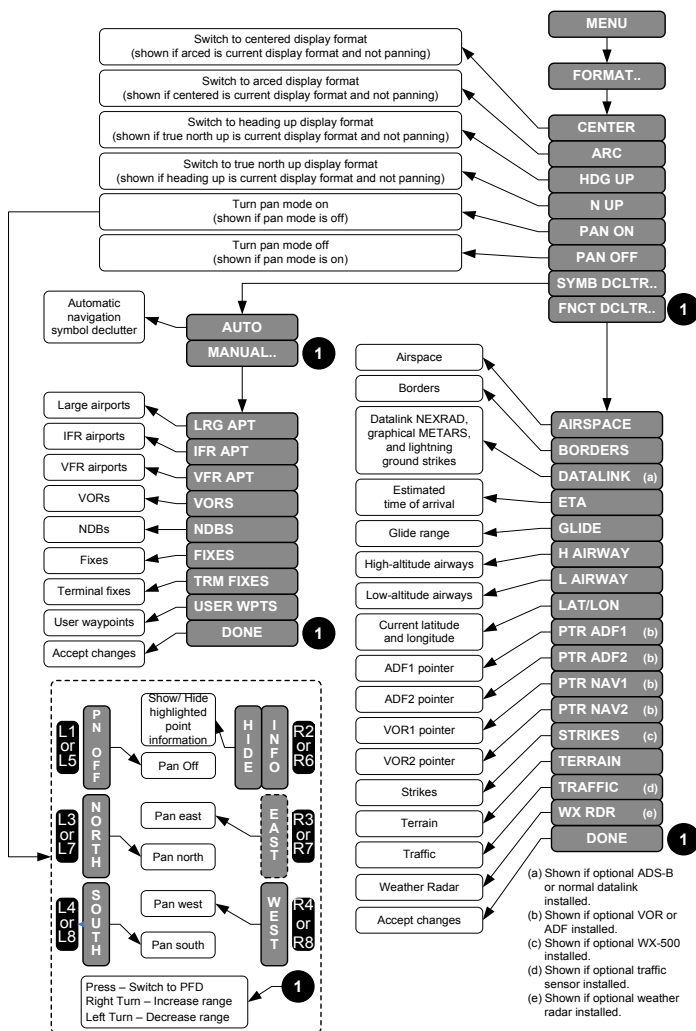 MENU
FORMAT..
Switch to centered display format
(shown if arced is current display format and not panning)
Switch to arced display format
(shown if centered is current display format and not panning)
Switch to heading up display format
(shown if true north up is current display format and not panning)
Switch to true north up display format
(shown if heading up is current display format and not panning)
Turn pan mode on
(shown if pan mode is off)
Turn pan mode off
(shown if pan mode is on)
CENTER
ARC
HDG UP
N UP
PAN ON
PAN OFF
SYMB DCLTR..
FNCT DCLTR..
1
Automatic
navigation
symbol declutter
AUTO
MANUAL..
1
Large airports
IFR airports
VFR airports
VORs
NDBs
Fixes
Terminal fixes
User waypoints
Accept changes
LRG APT
IFR APT
VFR APT
VORS
NDBS
FIXES
TRM FIXES
USER WPTS
DONE
1
Airspace
Borders
Datalink NEXRAD,
graphical METARS,
and lightning
ground strikes
Estimated
time of arrival
Glide range
High-altitude airways
Low-altitude airways
Current latitude
and longitude
ADF1 pointer
ADF2 pointer
VOR1 pointer
VOR2 pointer
Strikes
Terrain
Traffic
Weather Radar
Accept changes
AIRSPACE
BORDERS
DATALINK (a)
ETA
GLIDE
H AIRWAY
L AIRWAY
LAT/LON
PTR ADF1 (b)
PTR ADF2 (b)
PTR NAV1 (b)
PTR NAV2 (b)
STRIKES (c)
TERRAIN
TRAFFIC (d)
WX RDR (e)
DONE
1
(a) Shown if optional ADS-B
or normal datalink
installed.
(b) Shown if optional VOR or
ADF installed.
(c) Shown if optional WX-500
installed.
(d) Shown if optional traffic
sensor installed.
(e) Shown if optional weather
radar installed.
L1
or
L5
PN OFF
Pan Off
Show/ Hide
highlighted
point
information
HIDE
INFO
R2
or
R6
L3
or
L7
NORTH
Pan east
Pan north
EAST
R3
or
R7
L4
or
L8
SOUTH
Pan west
Pan south
WEST
R4
or
R8
Press – Switch to PFD
Right Turn – Increase range
Left Turn – Decrease range
1